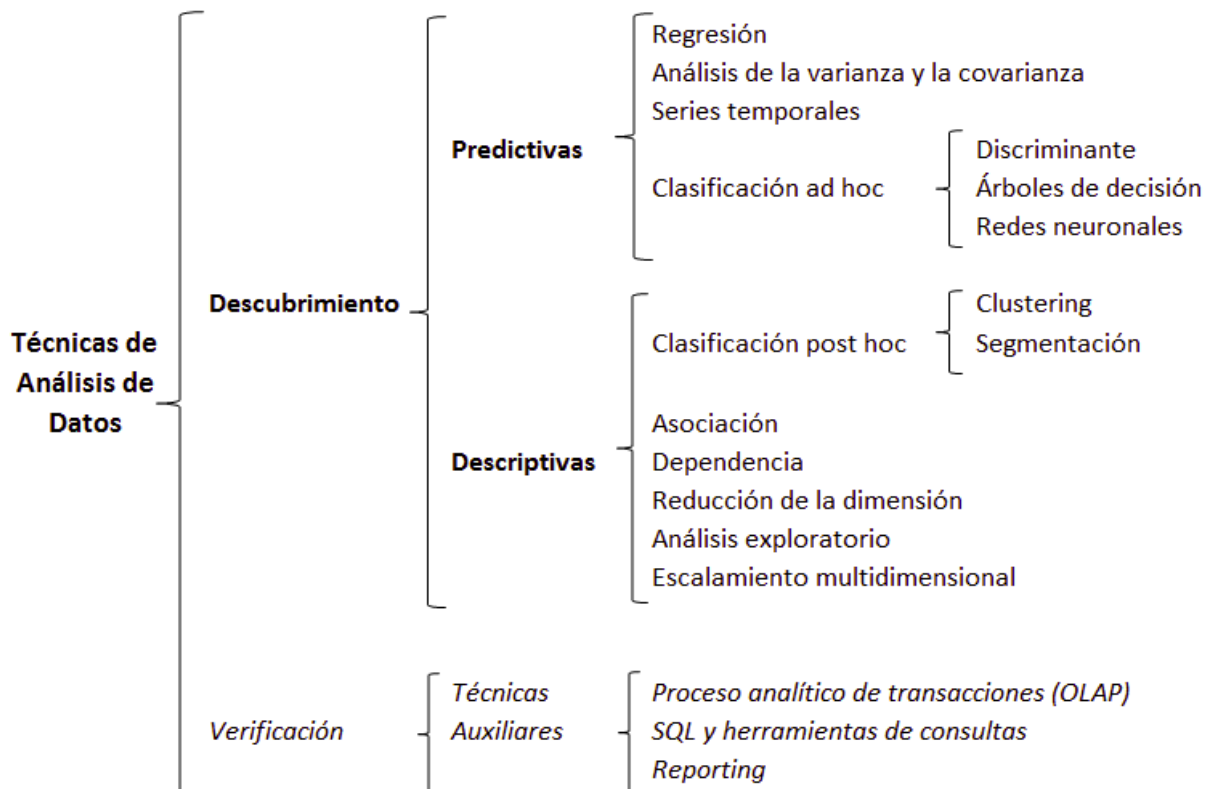 Técnicas de
Análisis de
Datos
Descubrimiento
Predictivas
Regresión
Análisis de la varianza y la covarianza
Series temporales
Clasificación ad hoc
Discriminante
Árboles de decisión
Redes neuronales
Descriptivas
Clasificación post hoc
Clustering
Segmentación
Asociación
Dependencia
Reducción de la dimensión
Análisis exploratorio
Escalamiento multidimensional
Verificación
Técnicas
Auxiliares
Proceso analítico de transacciones (OLAP)
SQL y herramientas de consultas
Reporting